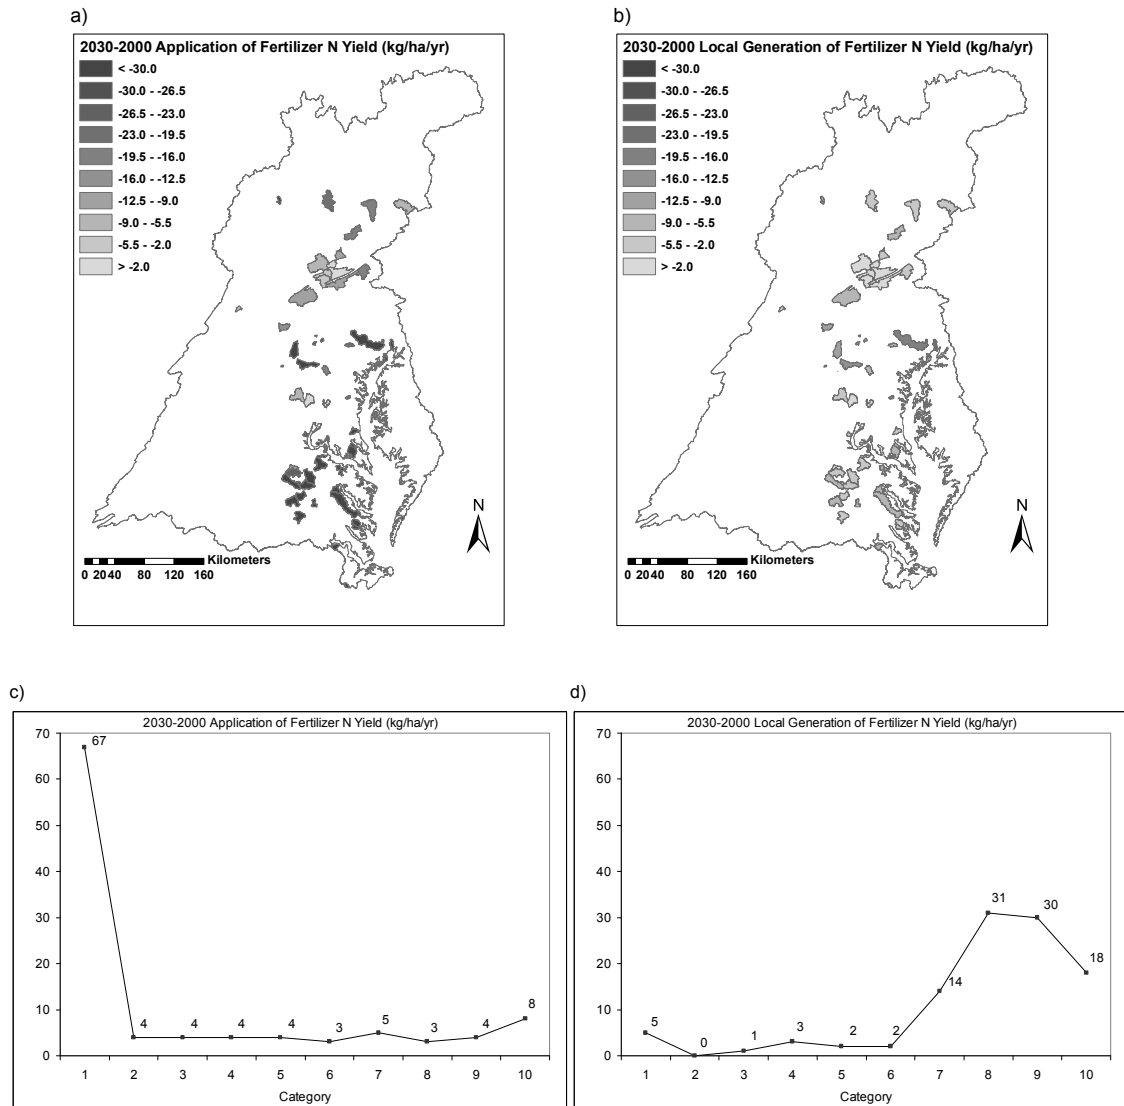 a)
2030-2000 Application of Fertilizer N Yield (kg/ha/yr)
< -30.0
-30.0 - -26.5
-26.5 - -23.0
-23.0 - -19.5
-19.5 - -16.0
-16.0 - -12.5
-12.5 - -9.0
-9.0 - -5.5
-5.5 - -2.0
> -2.0
N
Kilometers
0 20 40 80 120 160
b)
2030-2000 Local Generation of Fertilizer N Yield (kg/ha/yr)
< -30.0
-30.0 - -26.5
-26.5 - -23.0
-23.0 - -19.5
-19.5 - -16.0
-16.0 - -12.5
-12.5 - -9.0
-9.0 - -5.5
-5.5 - -2.0
> -2.0
N
Kilometers
0 20 40 80 120 160
c)
2030-2000 Application of Fertilizer N Yield (kg/ha/yr)
70
60
50
40
30
20
10
0
67
4
4
4
4
3
5
3
4
8
1 2 3 4 5 6 7 8 9 10
Category
d)
2030-2000 Local Generation of Fertilizer N Yield (kg/ha/yr)
70
60
50
40
30
20
10
0
5
0
1
3
2
2
14
31
30
18
1 2 3 4 5 6 7 8 9 10
Category